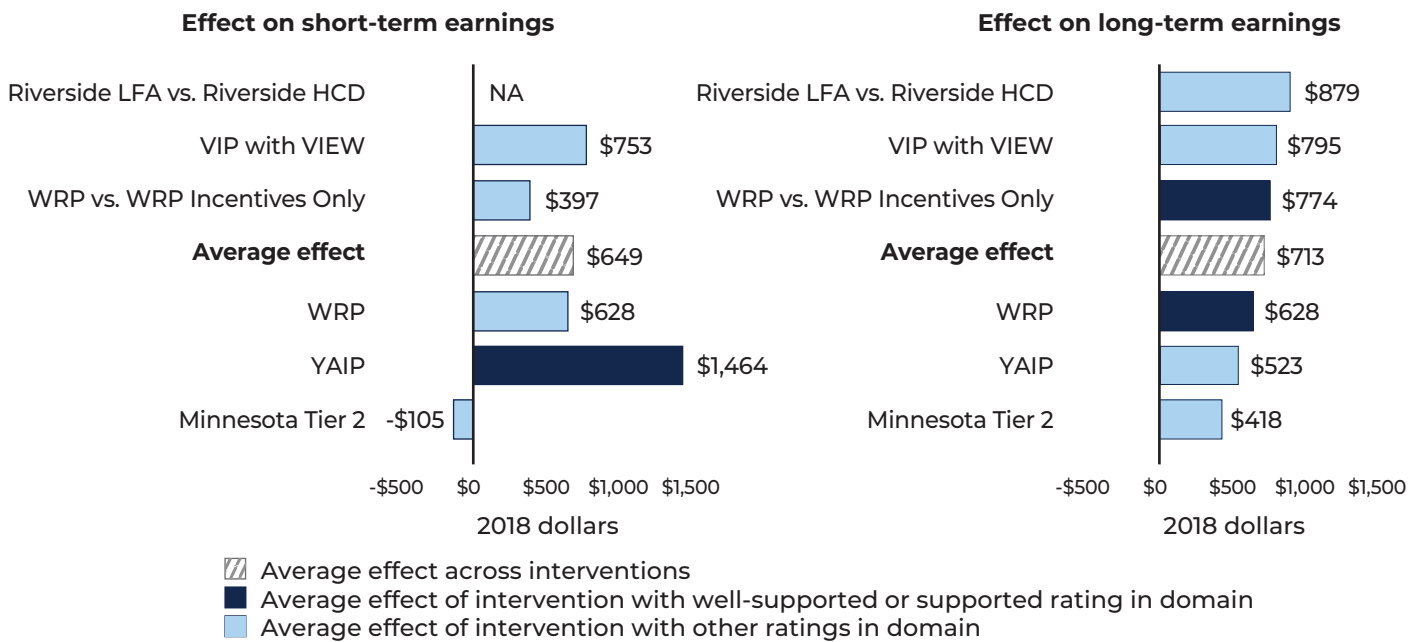 Effect on short-term earnings
Riverside LFA vs. Riverside HCD NA
VIP with VIEW $753
WRP vs. WRP Incentives Only $397
Average effect $649
WRP $628
YAIP $1,464
Minnesota Tier 2 -$105
-$500 $0 $500 $1,000 $1,500
2018 dollars
Effect on long-term earnings
Riverside LFA vs. Riverside HCD $879
VIP with VIEW $795
WRP vs. WRP Incentives Only $774
Average effect $713
WRP $628
YAIP $523
Minnesota Tier 2 $418
-$500 $0 $500 $1,000 $1,500
2018 dollars
Average effect across interventions
Average effect of intervention with well-supported or supported rating in domain
Average effect of intervention with other ratings in domain